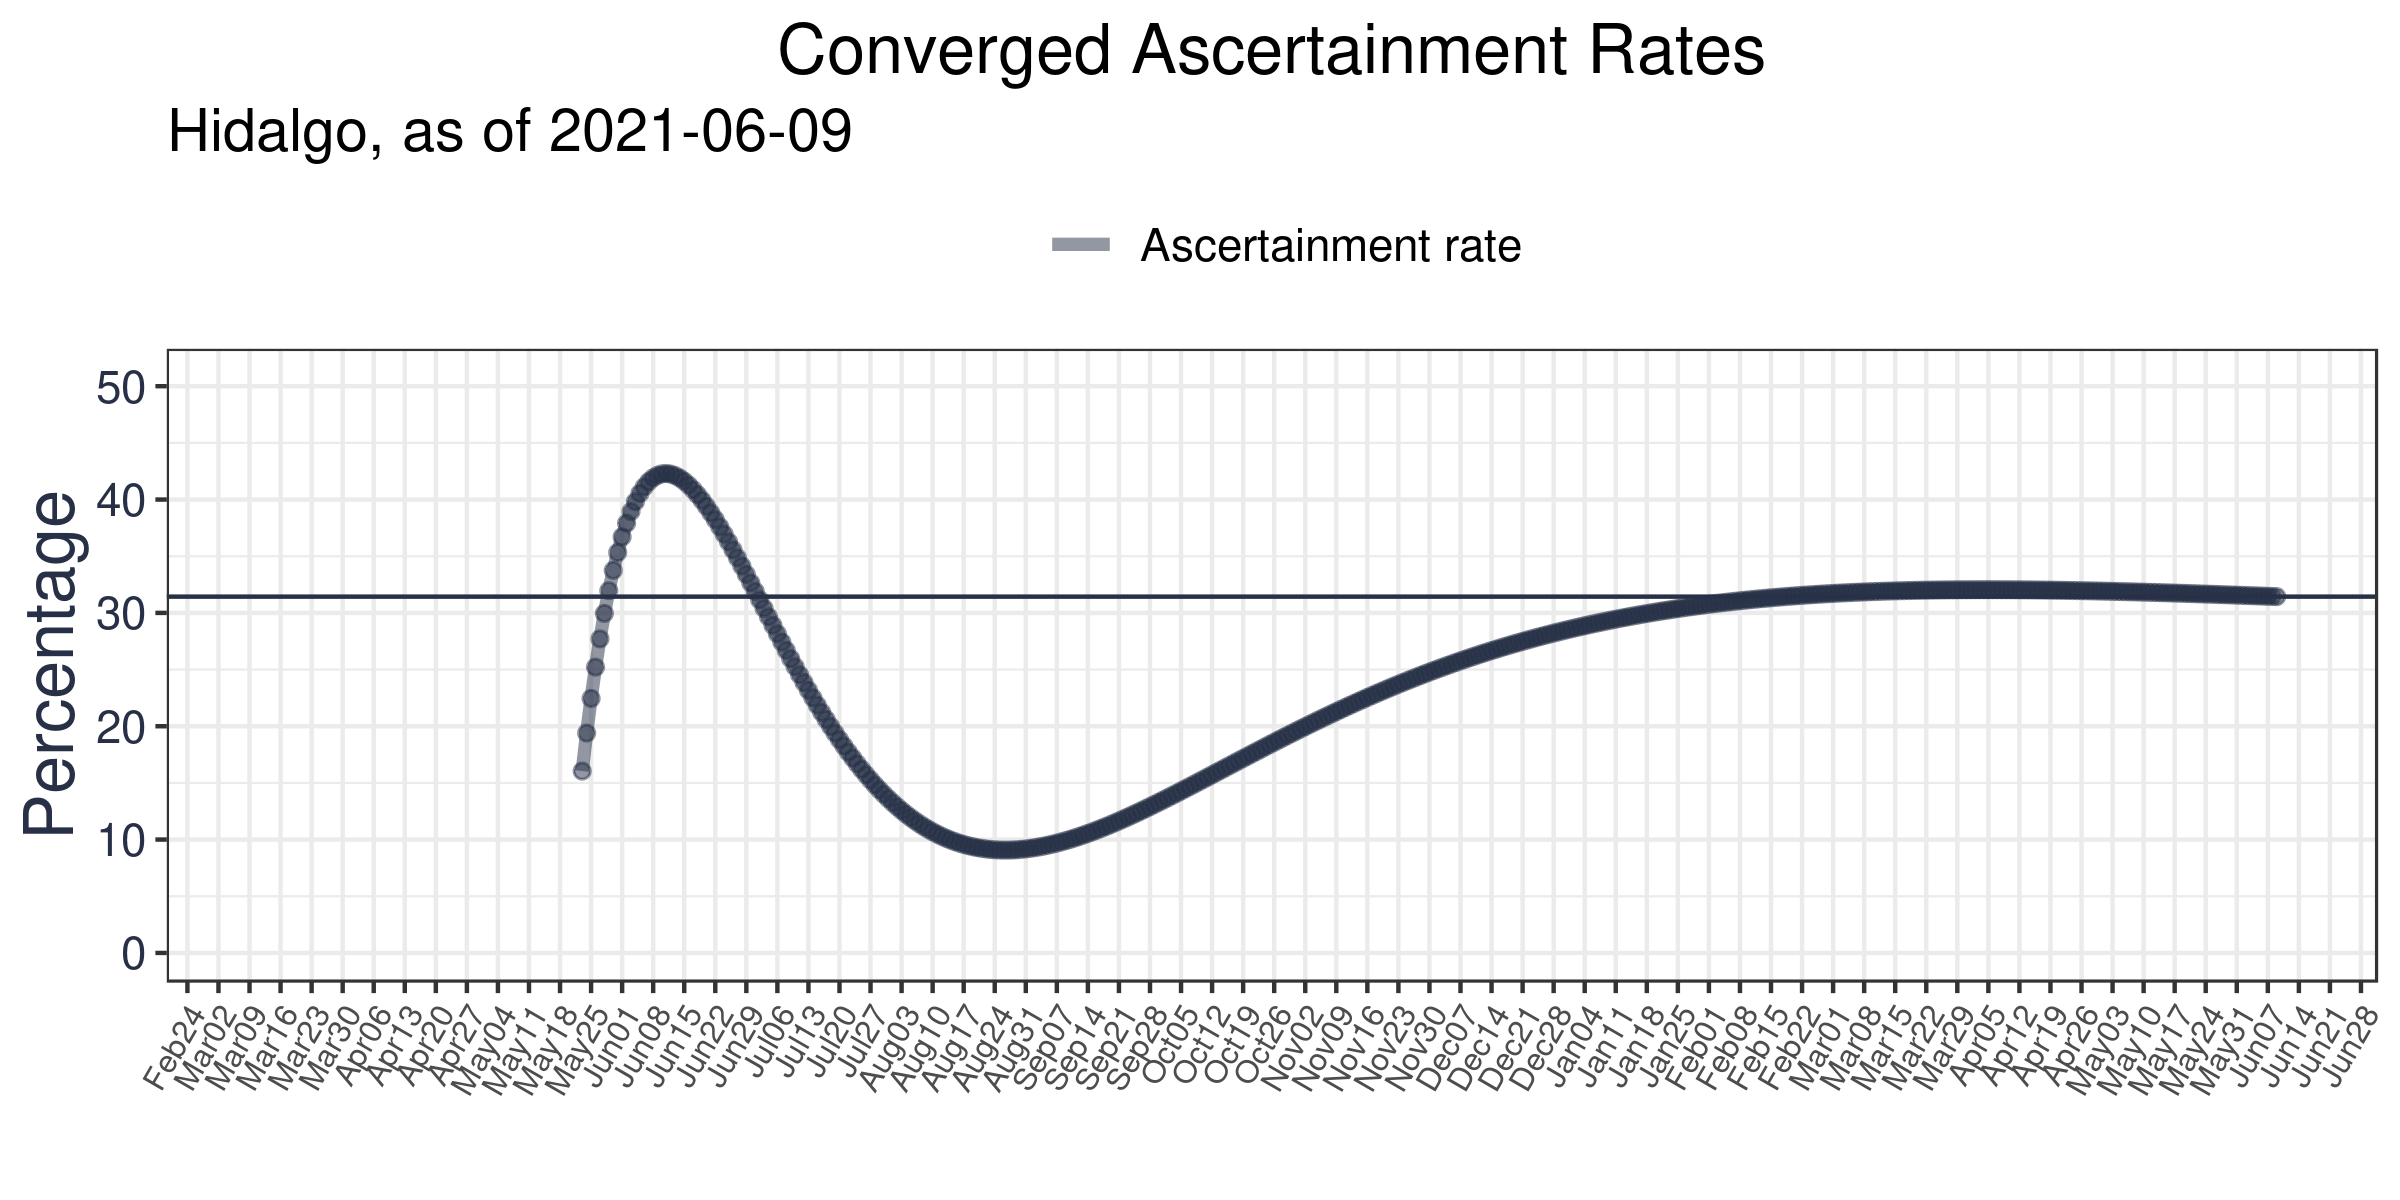 Converged Ascertainment Rates
Hidalgo, as of 2021-06-09
Ascertainment rate
Percentage
50
40
30
20
10
0
Feb24
Mar02
Mar09
Mar16
Mar23
Mar30
Apr06
Apr13
Apr20
Apr27
May04
May11
May18
May25
Jun01
Jun08
Jun15
Jun22
Jun29
Jul06
Jul13
Jul20
Jul27
Aug03
Aug10
Aug17
Aug24
Aug31
Sep07
Sep14
Sep21
Sep28
Oct05
Oct12
Oct19
Oct26
Nov02
Nov09
Nov16
Nov23
Nov30
Dec07
Dec14
Dec21
Dec28
Jan04
Jan11
Jan18
Jan25
Feb01
Feb08
Feb15
Feb22
Mar01
Mar08
Mar15
Mar22
Mar29
Apr05
Apr12
Apr19
Apr26
May03
May10
May17
May24
May31
Jun07
Jun14
Jun21
Jun28